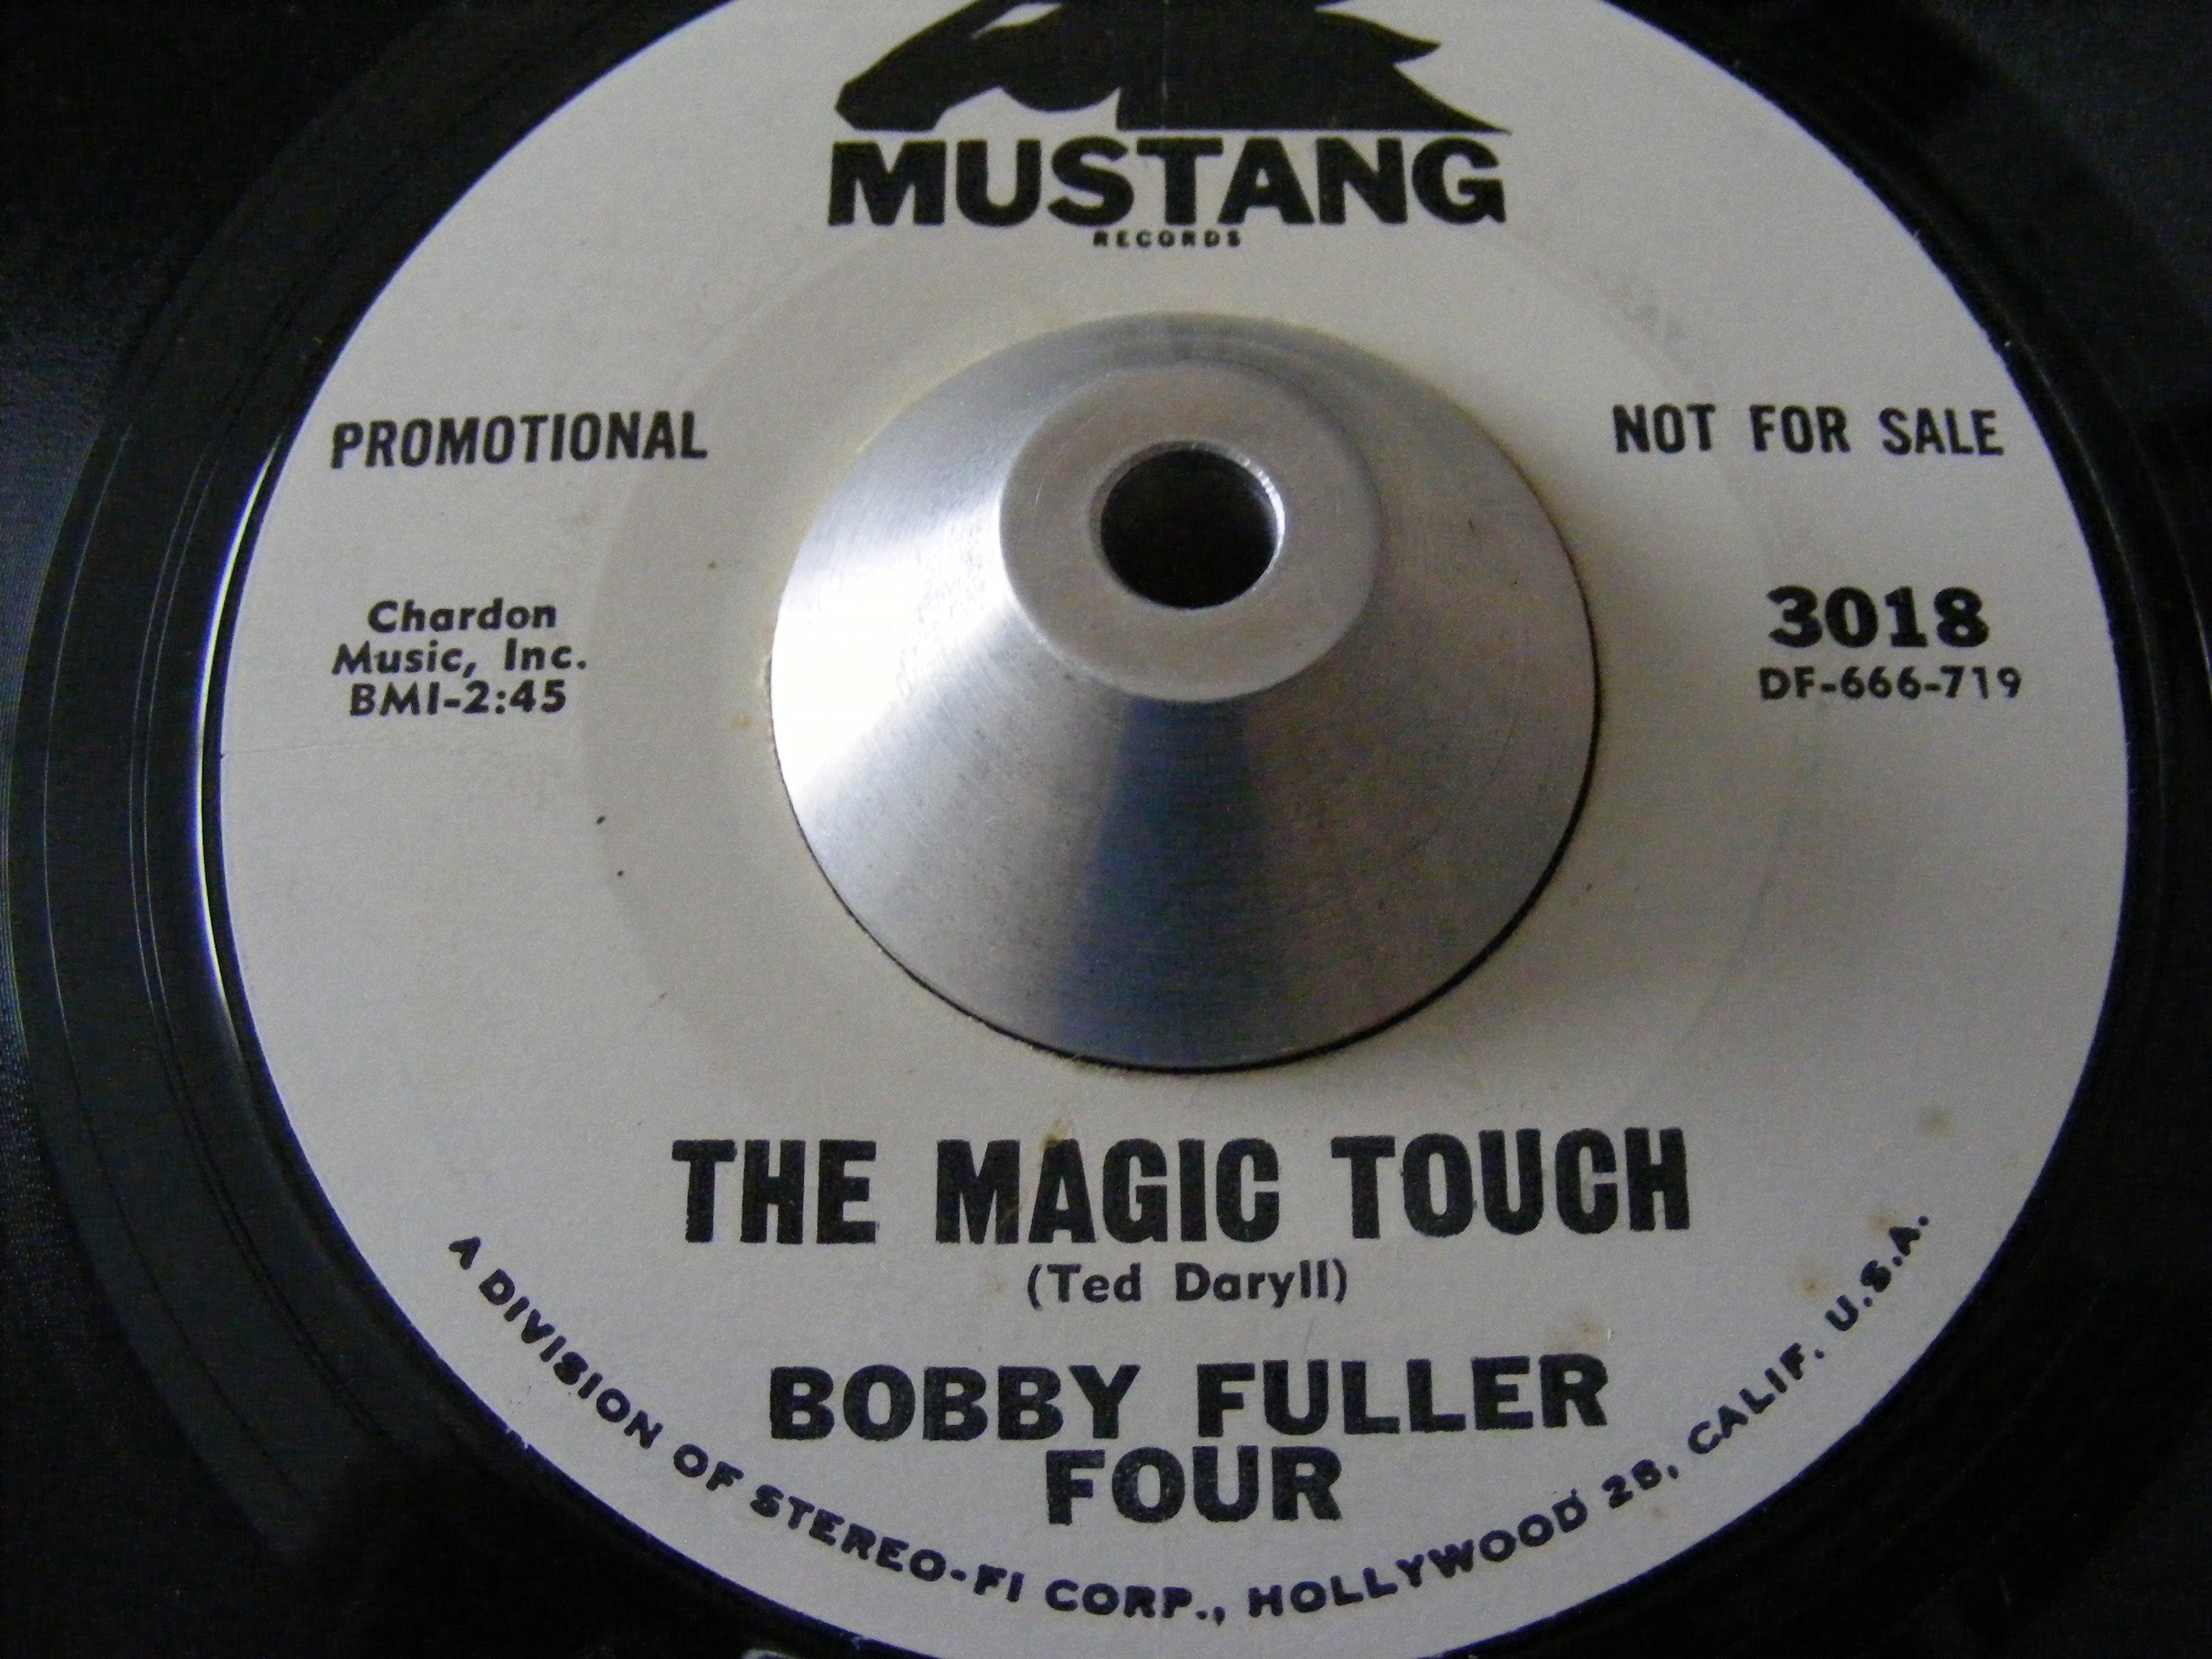 MUSTANG
RECORDS
PROMOTIONAL
NOT FOR SALE
Chardon
Music, Inc.
BMI-2:45
3018
DF-666-719
THE MAGIC TOUCH
(Ted Daryll)
BOBBY FULLER
FOUR
A DIVISION OF STEREO-FI CORP., HOLLYWOOD 28, CALIF. U.S.A.